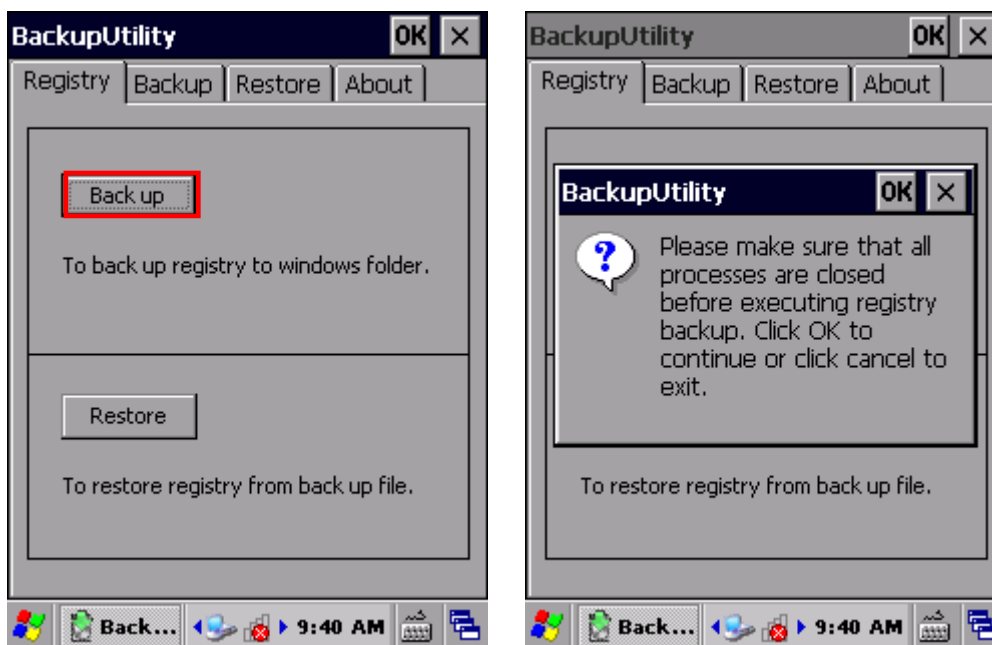 BackupUtility OK ×
Registry Backup Restore About
Back up
To back up registry to windows folder.
Restore
To restore registry from back up file.
Back... 9:40 AM
BackupUtility OK ×
Registry Backup Restore About
BackupUtility OK ×
?
Please make sure that all
processes are closed
before executing registry
backup. Click OK to
continue or click cancel to
exit.
To restore registry from back up file.
Back... 9:40 AM